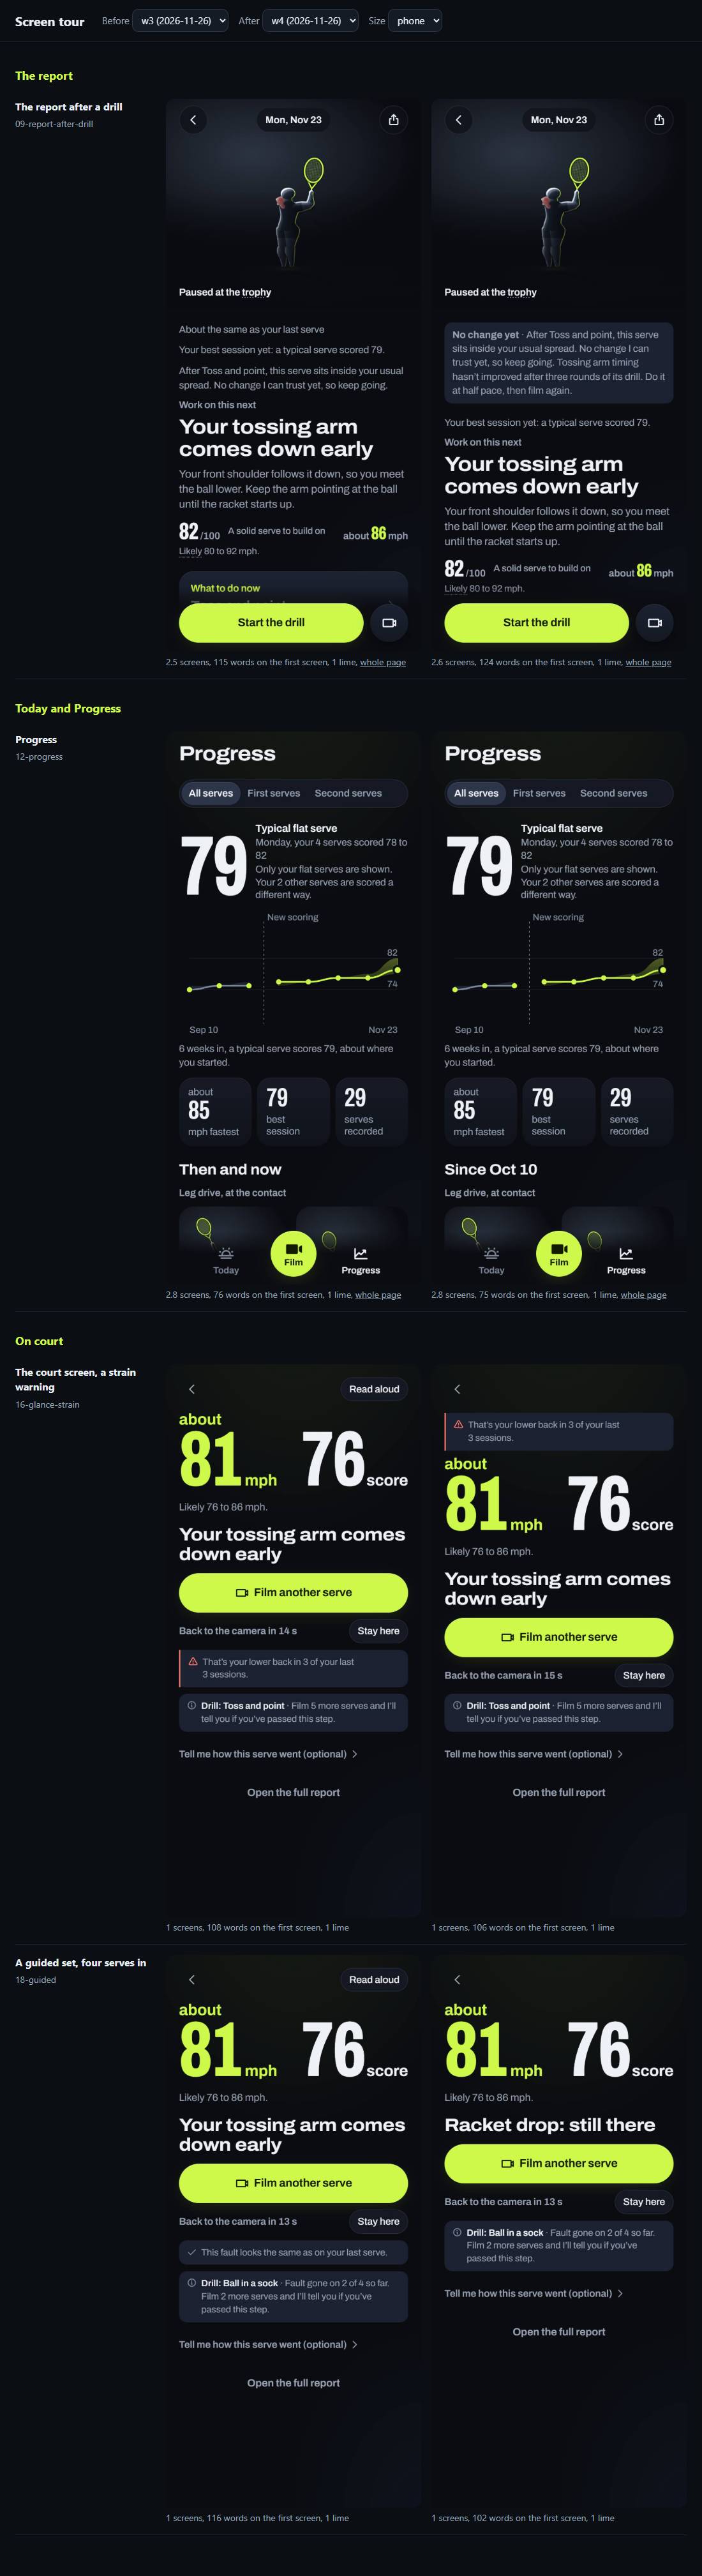 Screen tour
Before w3 (2026-11-26) After w4 (2026-11-26) Size phone
The report
The report after a drill
09-report-after-drill
Mon, Nov 23
Paused at the trophy
About the same as your last serve
Your best session yet: a typical serve scored 79.
After Toss and point, this serve sits inside your usual
spread. No change I can trust yet, so keep going.
Work on this next
Your tossing arm
comes down early
Your front shoulder follows it down, so you meet
the ball lower. Keep the arm pointing at the ball
until the racket starts up.
82 /100 A solid serve to build on about 86 mph
Likely 80 to 92 mph.
What to do now
Start the drill
2.5 screens, 115 words on the first screen, 1 lime, whole page
Mon, Nov 23
Paused at the trophy
No change yet · After Toss and point, this serve
sits inside your usual spread. No change I can
trust yet, so keep going. Tossing arm timing
hasn't improved after three rounds of its drill. Do it
at half pace, then film again.
Your best session yet: a typical serve scored 79.
Work on this next
Your tossing arm
comes down early
Your front shoulder follows it down, so you meet
the ball lower. Keep the arm pointing at the ball
until the racket starts up.
82 /100 A solid serve to build on about 86 mph
Likely 80 to 92 mph.
Start the drill
2.6 screens, 124 words on the first screen, 1 lime, whole page
Today and Progress
Progress
12-progress
Progress
All serves First serves Second serves
79
Typical flat serve
Monday, your 4 serves scored 78 to
82
Only your flat serves are shown.
Your 2 other serves are scored a
different way.
New scoring
82
74
Sep 10 Nov 23
6 weeks in, a typical serve scores 79, about where
you started.
about
85
mph fastest
79
best
session
29
serves
recorded
Then and now
Leg drive, at the contact
Today Film Progress
2.8 screens, 76 words on the first screen, 1 lime, whole page
Progress
All serves First serves Second serves
79
Typical flat serve
Monday, your 4 serves scored 78 to
82
Only your flat serves are shown.
Your 2 other serves are scored a
different way.
New scoring
82
74
Sep 10 Nov 23
6 weeks in, a typical serve scores 79, about where
you started.
about
85
mph fastest
79
best
session
29
serves
recorded
Since Oct 10
Leg drive, at contact
Today Film Progress
2.8 screens, 75 words on the first screen, 1 lime, whole page
On court
The court screen, a strain
warning
16-glance-strain
Read aloud
about
81 mph 76 score
Likely 76 to 86 mph.
Your tossing arm comes
down early
Film another serve
Back to the camera in 14 s Stay here
That's your lower back in 3 of your last
3 sessions.
Drill: Toss and point · Film 5 more serves and I'll
tell you if you've passed this step.
Tell me how this serve went (optional)
Open the full report
1 screens, 108 words on the first screen, 1 lime
That's your lower back in 3 of your last
3 sessions.
about
81 mph 76 score
Likely 76 to 86 mph.
Your tossing arm comes
down early
Film another serve
Back to the camera in 15 s Stay here
Drill: Toss and point · Film 5 more serves and I'll
tell you if you've passed this step.
Tell me how this serve went (optional)
Open the full report
1 screens, 106 words on the first screen, 1 lime
A guided set, four serves in
18-guided
Read aloud
about
81 mph 76 score
Likely 76 to 86 mph.
Your tossing arm comes
down early
Film another serve
Back to the camera in 13 s Stay here
This fault looks the same as on your last serve.
Drill: Ball in a sock · Fault gone on 2 of 4 so far.
Film 2 more serves and I'll tell you if you've
passed this step.
Tell me how this serve went (optional)
Open the full report
1 screens, 116 words on the first screen, 1 lime
about
81 mph 76 score
Likely 76 to 86 mph.
Racket drop: still there
Film another serve
Back to the camera in 13 s Stay here
Drill: Ball in a sock · Fault gone on 2 of 4 so far.
Film 2 more serves and I'll tell you if you've
passed this step.
Tell me how this serve went (optional)
Open the full report
1 screens, 102 words on the first screen, 1 lime